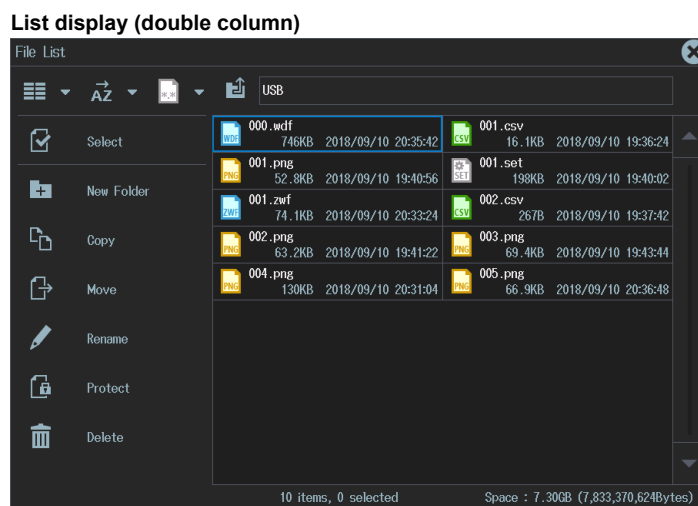 List display (double column)
File List
AZ
*.*
USB
Select
New Folder
Copy
Move
Rename
Protect
Delete
WDF
000.wdf
746KB 2018/09/10 20:35:42
CSV
001.csv
16.1KB 2018/09/10 19:36:24
PNG
001.png
52.8KB 2018/09/10 19:40:56
SET
001.set
198KB 2018/09/10 19:40:02
ZWF
001.zwf
74.1KB 2018/09/10 20:33:24
CSV
002.csv
267B 2018/09/10 19:37:42
PNG
002.png
63.2KB 2018/09/10 19:41:22
PNG
003.png
69.4KB 2018/09/10 19:43:44
PNG
004.png
130KB 2018/09/10 20:31:04
PNG
005.png
66.9KB 2018/09/10 20:36:48
10 items, 0 selected
Space : 7.30GB (7,833,370,624Bytes)